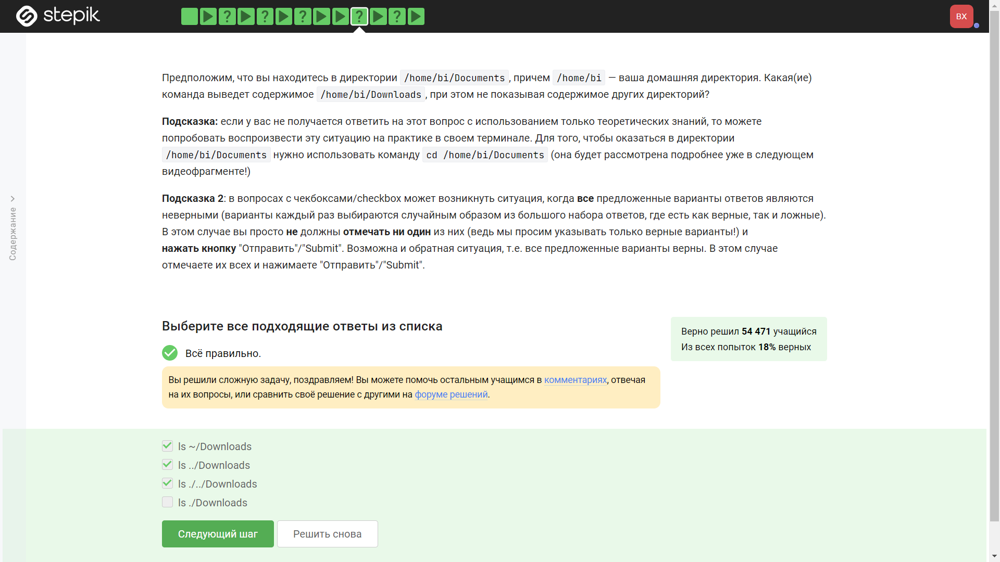 stepik
? ? ? ? ?
ВХ
Содержание
Предположим, что вы находитесь в директории /home/bi/Documents, причем /home/bi — ваша домашняя директория. Какая(ие)
команда выведет содержимое /home/bi/Downloads, при этом не показывая содержимое других директорий?
Подсказка: если у вас не получается ответить на этот вопрос с использованием только теоретических знаний, то можете
попробовать воспроизвести эту ситуацию на практике в своем терминале. Для того, чтобы оказаться в директории
/home/bi/Documents нужно использовать команду cd /home/bi/Documents (она будет рассмотрена подробнее уже в следующем
видеофрагменте!)
Подсказка 2: в вопросах с чекбоксами/checkbox может возникнуть ситуация, когда все предложенные варианты ответов являются
неверными (варианты каждый раз выбираются случайным образом из большого набора ответов, где есть как верные, так и ложные).
В этом случае вы просто не должны отмечать ни один из них (ведь мы просим указывать только верные варианты!) и
нажать кнопку "Отправить"/"Submit". Возможна и обратная ситуация, т.е. все предложенные варианты верны. В этом случае
отмечаете их всех и нажимаете "Отправить"/"Submit".
Выберите все подходящие ответы из списка
Верно решил 54 471 учащийся
Из всех попыток 18% верных
Всё правильно.
Вы решили сложную задачу, поздравляем! Вы можете помочь остальным учащимся в комментариях, отвечая
на их вопросы, или сравнить своё решение с другими на форуме решений.
ls ~/Downloads
ls ../Downloads
ls ./../Downloads
ls ./Downloads
Следующий шаг
Решить снова